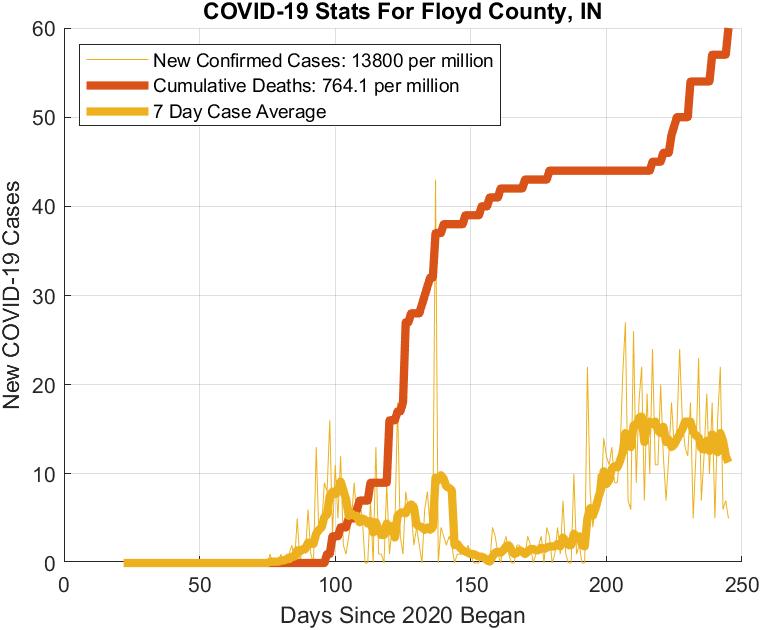 COVID-19 Stats For Floyd County, IN
New Confirmed Cases: 13800 per million
Cumulative Deaths: 764.1 per million
7 Day Case Average
New COVID-19 Cases
60
50
40
30
20
10
0
0 50 100 150 200 250
Days Since 2020 Began